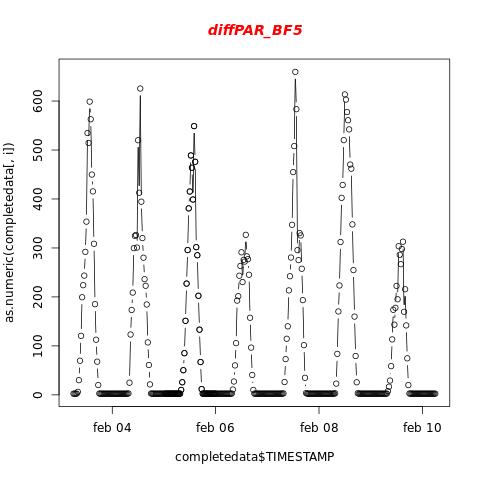 diffPAR_BF5
as.numeric(completedata[, i])
600
500
400
300
200
100
0
feb 04 feb 06 feb 08 feb 10
completedata$TIMESTAMP